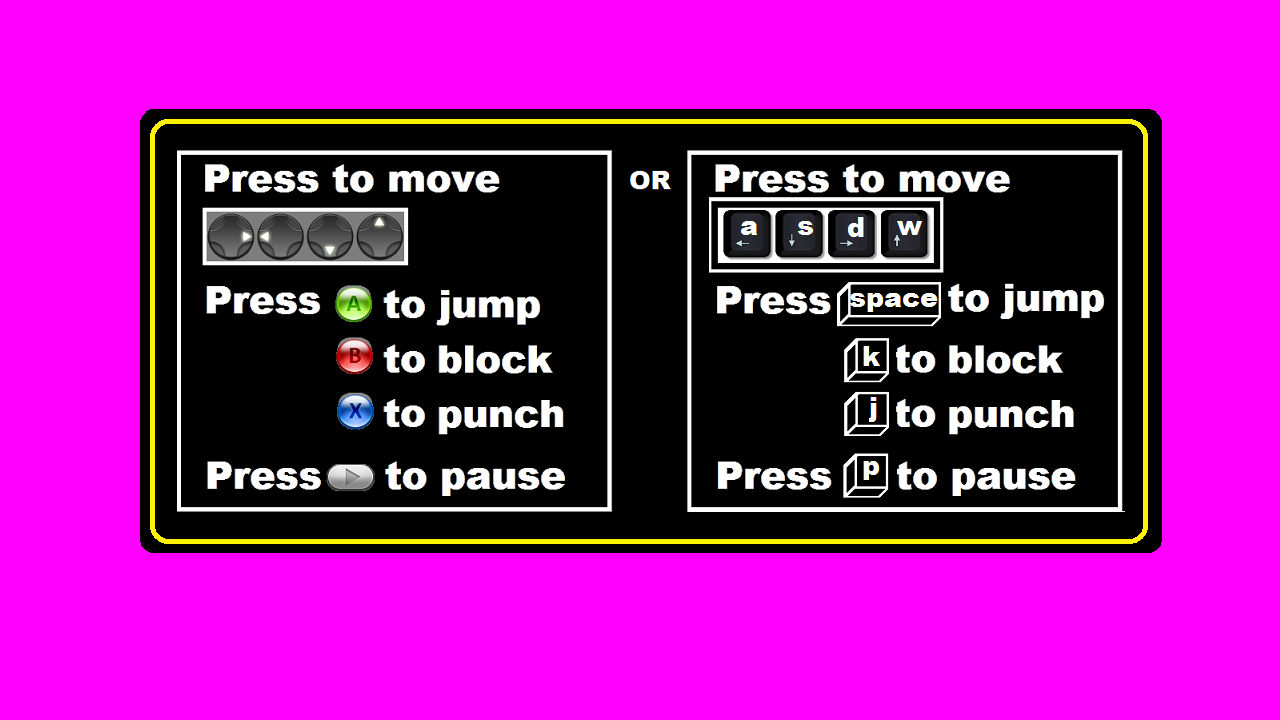 Press to move
Press A to jump
B to block
X to punch
Press to pause
OR
Press to move
a s d w
Press space to jump
k to block
j to punch
Press p to pause